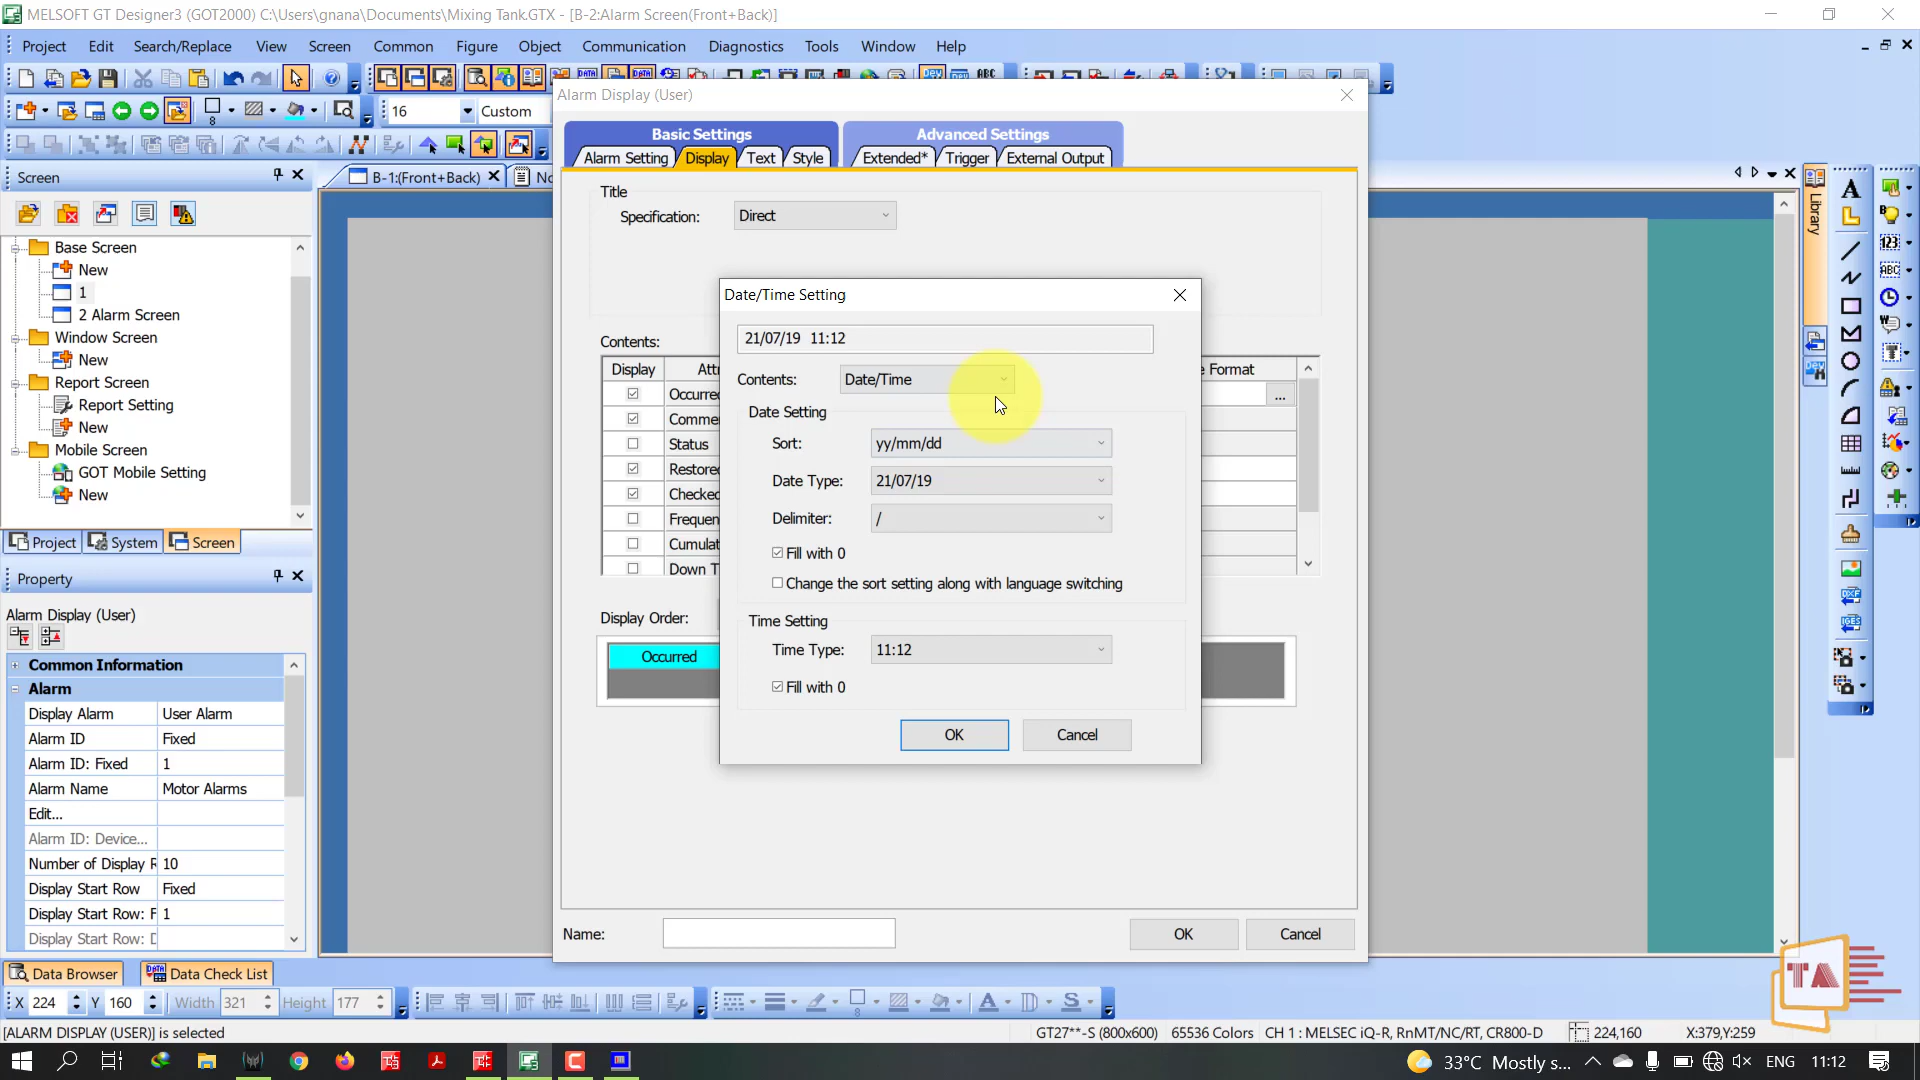 MELSOFT GT Designer3 (GOT2000) C:\Users\gnana\Documents\Mixing Tank.GTX - [B-2:Alarm Screen(Front+Back)]
Project Edit Search/Replace View Screen Common Figure Object Communication Diagnostics Tools Window Help
16 Custom
Alarm Display (User)
Basic Settings Advanced Settings
Alarm Setting Display Text Style Extended* Trigger External Output
Screen
B-1:(Front+Back)
Title
Specification: Direct
Base Screen
New
1
2 Alarm Screen
Window Screen
New
Report Screen
Report Setting
New
Mobile Screen
GOT Mobile Setting
New
Project System Screen
Date/Time Setting
21/07/19 11:12
Contents: Date/Time
Date Setting
Sort: yy/mm/dd
Date Type: 21/07/19
Delimiter: /
Fill with 0
Change the sort setting along with language switching
Time Setting
Time Type: 11:12
Fill with 0
OK Cancel
Contents:
Display Format
Status
...
Display Order:
Occurred
Name: OK Cancel
Library
Property
Alarm Display (User)
Common Information
Alarm
Display Alarm User Alarm
Alarm ID Fixed
Alarm ID: Fixed 1
Alarm Name Motor Alarms
Edit...
Alarm ID: Device...
Number of Display R 10
Display Start Row Fixed
Display Start Row: F 1
Display Start Row: D
Data Browser Data Check List
X 224 Y 160 Width 321 Height 177
[ALARM DISPLAY (USER)] is selected
GT27**-S (800x600) 65536 Colors CH 1 : MELSEC iQ-R, RnMT/NC/RT, CR800-D 224,160 X:379,Y:259
TA
33°C Mostly s... ENG 11:12